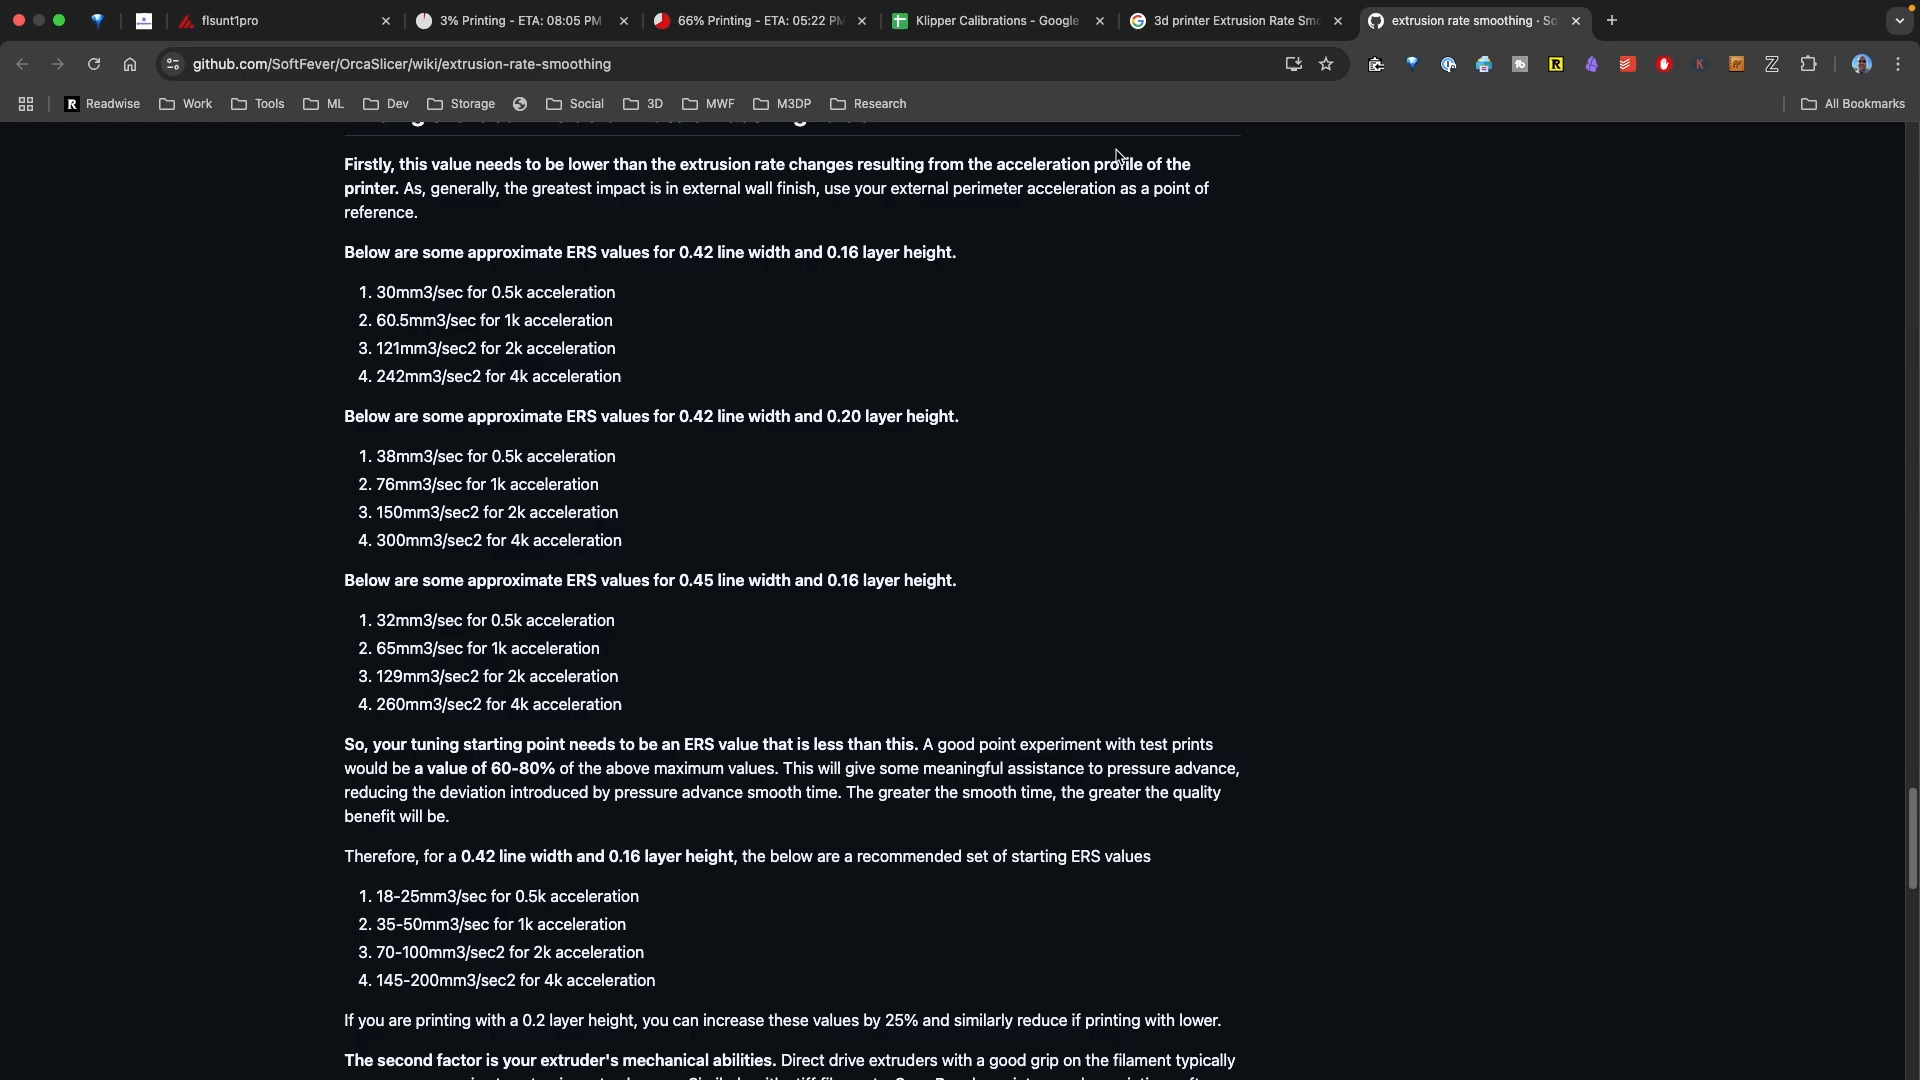 flsunt1pro
3% Printing - ETA: 08:05 PM
66% Printing - ETA: 05:22 PM
Klipper Calibrations - Google
3d printer Extrusion Rate Smo
extrusion rate smoothing · So
github.com/SoftFever/OrcaSlicer/wiki/extrusion-rate-smoothing
Readwise
Work
Tools
ML
Dev
Storage
Social
3D
MWF
M3DP
Research
All Bookmarks
Firstly, this value needs to be lower than the extrusion rate changes resulting from the acceleration profile of the
printer. As, generally, the greatest impact is in external wall finish, use your external perimeter acceleration as a point of
reference.
Below are some approximate ERS values for 0.42 line width and 0.16 layer height.
1. 30mm3/sec for 0.5k acceleration
2. 60.5mm3/sec for 1k acceleration
3. 121mm3/sec2 for 2k acceleration
4. 242mm3/sec2 for 4k acceleration
Below are some approximate ERS values for 0.42 line width and 0.20 layer height.
1. 38mm3/sec for 0.5k acceleration
2. 76mm3/sec for 1k acceleration
3. 150mm3/sec2 for 2k acceleration
4. 300mm3/sec2 for 4k acceleration
Below are some approximate ERS values for 0.45 line width and 0.16 layer height.
1. 32mm3/sec for 0.5k acceleration
2. 65mm3/sec for 1k acceleration
3. 129mm3/sec2 for 2k acceleration
4. 260mm3/sec2 for 4k acceleration
So, your tuning starting point needs to be an ERS value that is less than this. A good point experiment with test prints
would be a value of 60-80% of the above maximum values. This will give some meaningful assistance to pressure advance,
reducing the deviation introduced by pressure advance smooth time. The greater the smooth time, the greater the quality
benefit will be.
Therefore, for a 0.42 line width and 0.16 layer height, the below are a recommended set of starting ERS values
1. 18-25mm3/sec for 0.5k acceleration
2. 35-50mm3/sec for 1k acceleration
3. 70-100mm3/sec2 for 2k acceleration
4. 145-200mm3/sec2 for 4k acceleration
If you are printing with a 0.2 layer height, you can increase these values by 25% and similarly reduce if printing with lower.
The second factor is your extruder's mechanical abilities. Direct drive extruders with a good grip on the filament typically